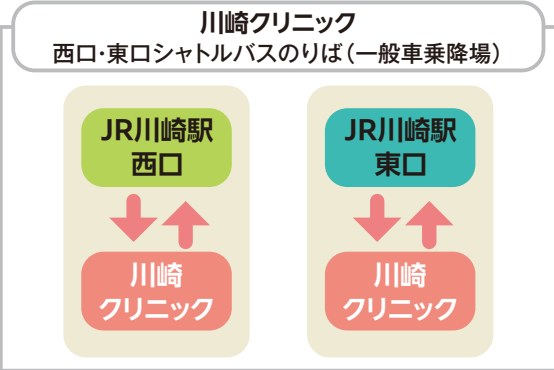 川崎クリニック
西口・東口シャトルバスのりば（一般車乗降場）
JR川崎駅
西口
川崎
クリニック
JR川崎駅
東口
川崎
クリニック